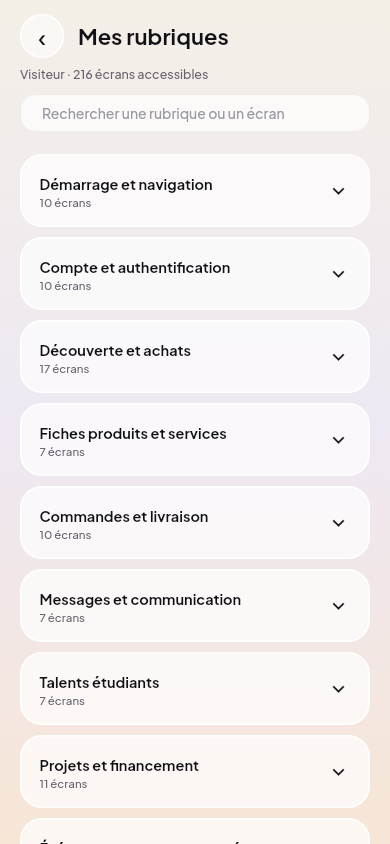 ‹ Mes rubriques
Visiteur · 216 écrans accessibles
Rechercher une rubrique ou un écran
Démarrage et navigation
10 écrans
Compte et authentification
10 écrans
Découverte et achats
17 écrans
Fiches produits et services
7 écrans
Commandes et livraison
10 écrans
Messages et communication
7 écrans
Talents étudiants
7 écrans
Projets et financement
11 écrans